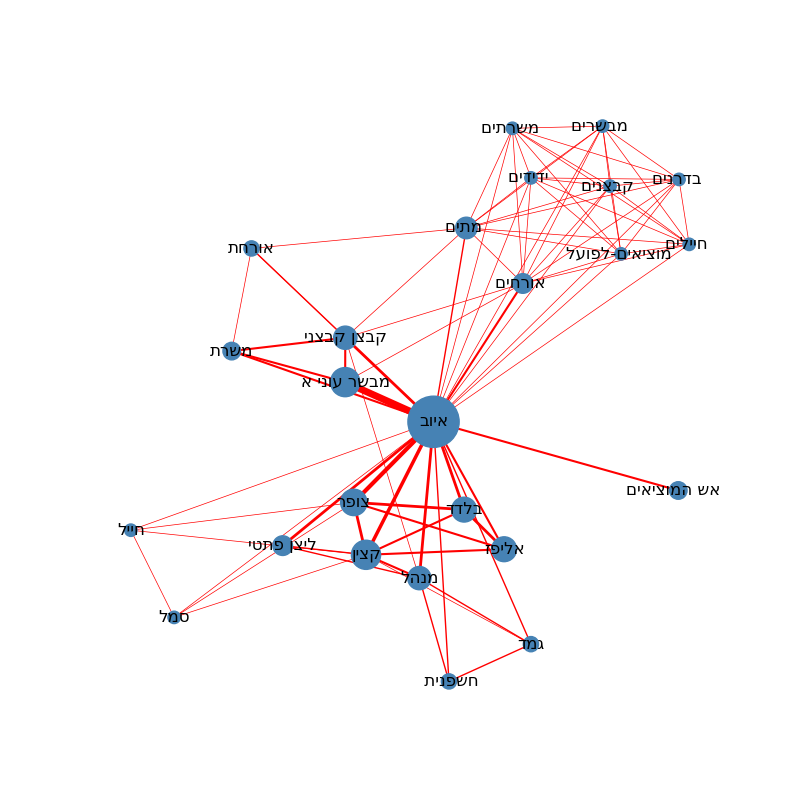 משרתים
מבשרים
ידידים
קבצנים
בדרנים
מתים
חיילים
מוציאים-לפועל
אורחת
אורחים
קבצן קבצני
משרת
מבשר עוני א
איוב
אש המוציאים
צופר
בלדד
חייל
ליצן פתטי
קצין
אליפז
מנהל
סמל
גמד
חשפנית